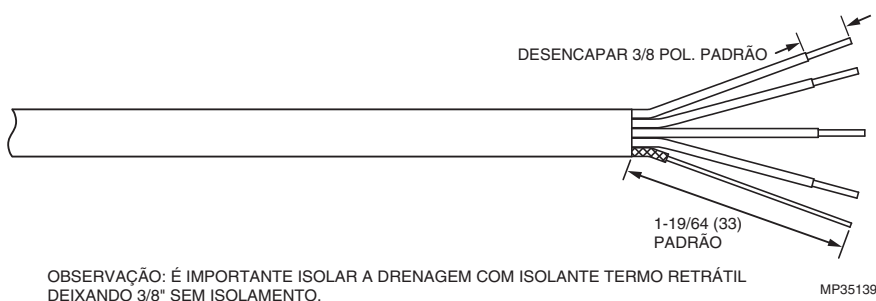 DESENCAPAR 3/8 POL. PADRÃO
1-19/64 (33)
PADRÃO
OBSERVAÇÃO: É IMPORTANTE ISOLAR A DRENAGEM COM ISOLANTE TERMO RETRÁTIL
DEIXANDO 3/8" SEM ISOLAMENTO.
MP35139